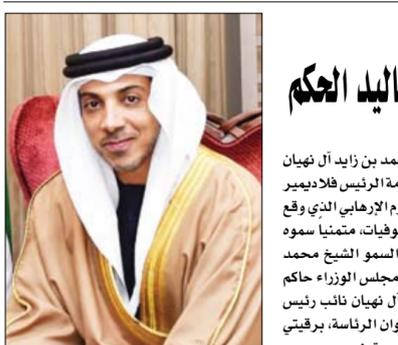 اليد الحكم
مد بن زايد آل نهيان
مة الرئيس فلاديمير
م الإرهابي الذي وقع
وفيات، متمنيا سموه
السمو الشيخ محمد
مجلس الوزراء حاكم
آل نهيان نائب رئيس
وان الرئاسة، برقيتي